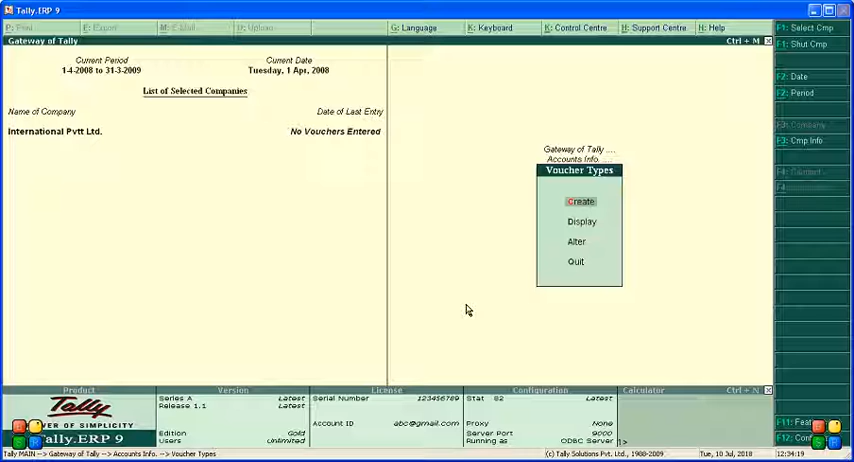 Tally.ERP 9
P: Print E: Export M: E-Mail O: Upload G: Language K: Keyboard K: Control Centre H: Support Centre H: Help F1: Select Cmp
Gateway of Tally Ctrl + M F1: Shut Cmp
Current Period Current Date
1-4-2008 to 31-3-2009 Tuesday, 1 Apr, 2008
F2: Date
F2: Period
List of Selected Companies
Name of Company Date of Last Entry
F3: Company
International Pvtt Ltd. No Vouchers Entered
F3: Cmp Info
Gateway of Tally ....
Accounts Info. ....
Voucher Types
F4
Create
Display
Alter
Quit
Product Version License Configuration Calculator Ctrl + N
Tally
POWER OF SIMPLICITY
Tally.ERP 9
Series A Latest
Release 1.1 Latest
Edition Gold
Users Unlimited
Serial Number 123456789
Account ID abc@gmail.com
Stat 82 Latest
Proxy None
Server Port 9000
Running as ODBC Server
1>
F11:
F12:
Tally MAIN --> Gateway of Tally --> Accounts Info. --> Voucher Types (c) Tally Solutions Pvt. Ltd., 1988-2009 Tue, 10 Jul, 2018 12:34:19